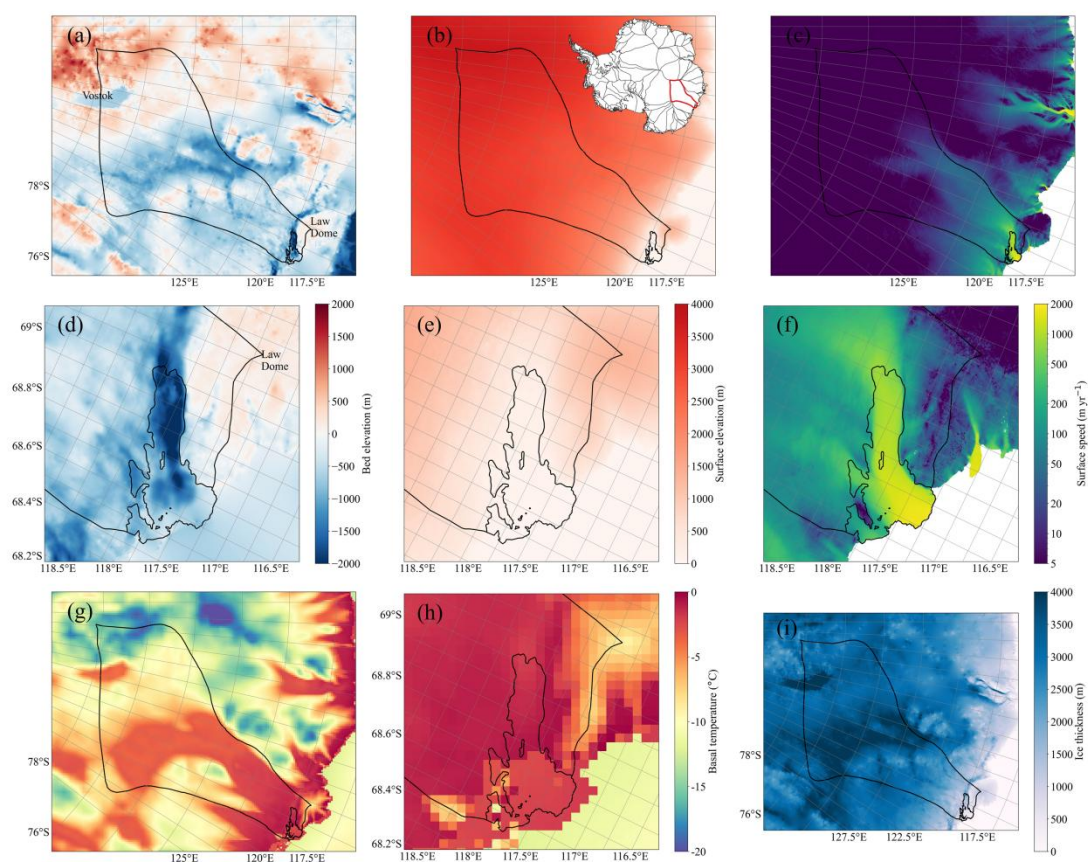 (a)
Vostok
Law
Dome
78°S
76°S
125°E
120°E
117.5°E
(b)
125°E
120°E
117.5°E
(c)
125°E
120°E
117.5°E
(d)
Law
Dome
69°S
68.8°S
68.6°S
68.4°S
68.2°S
118.5°E
117.5°E
117°E
116.5°E
2000
1500
1000
500
0
−500
−1000
−1500
−2000
Bed elevation (m)
(e)
118.5°E
117.5°E
117°E
116.5°E
4000
3500
3000
2500
2000
1500
1000
500
0
Surface elevation (m)
(f)
118.5°E
117.5°E
117°E
116.5°E
2000
1000
500
200
100
50
20
10
5
Surface speed (m yr−1)
(g)
78°S
76°S
125°E
120°E
117.5°E
(h)
69°S
68.8°S
68.6°S
68.4°S
68.2°S
118.5°E
117.5°E
117°E
116.5°E
0
-5
-10
-15
-20
Basal temperature (°C)
(i)
78°S
76°S
127.5°E
122.5°E
117.5°E
4000
3500
3000
2500
2000
1500
1000
500
0
Ice thickness (m)